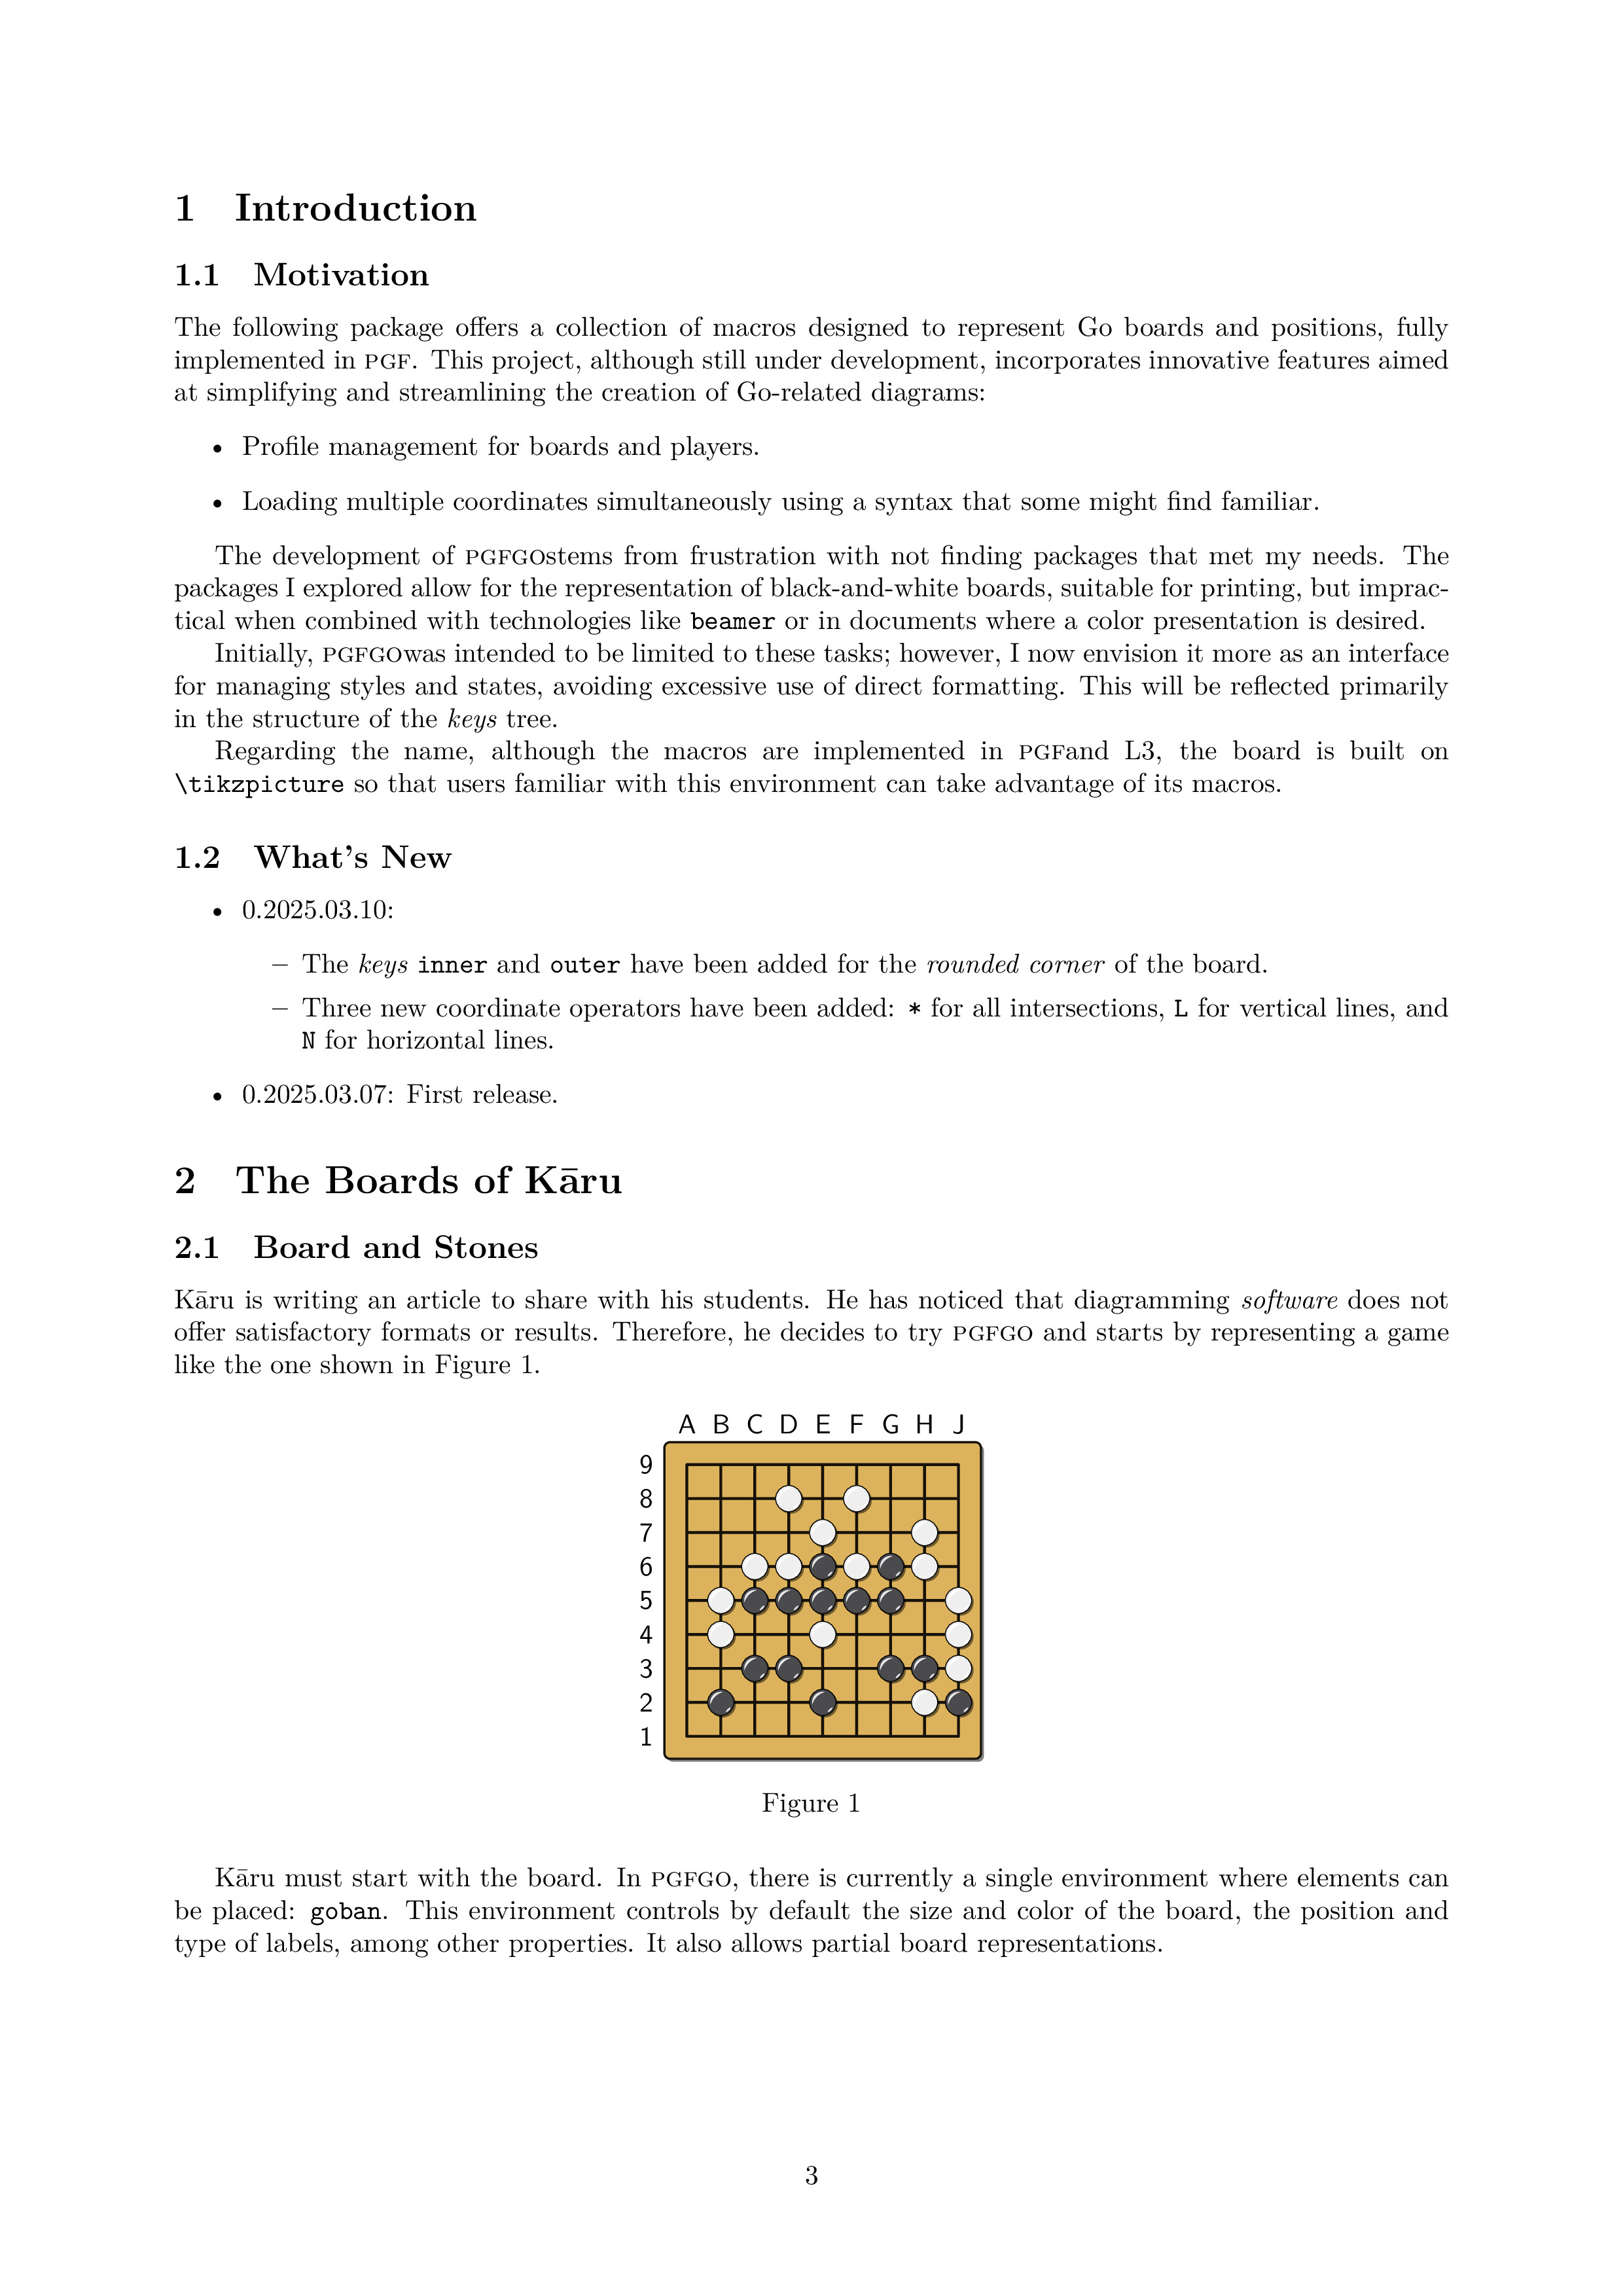 1 Introduction
1.1 Motivation
The following package offers a collection of macros designed to represent Go boards and positions, fully
implemented in PGF. This project, although still under development, incorporates innovative features aimed
at simplifying and streamlining the creation of Go-related diagrams:
• Profile management for boards and players.
• Loading multiple coordinates simultaneously using a syntax that some might find familiar.
The development of PGFGOstems from frustration with not finding packages that met my needs. The
packages I explored allow for the representation of black-and-white boards, suitable for printing, but imprac-
tical when combined with technologies like beamer or in documents where a color presentation is desired.
Initially, PGFGOwas intended to be limited to these tasks; however, I now envision it more as an interface
for managing styles and states, avoiding excessive use of direct formatting. This will be reflected primarily
in the structure of the keys tree.
Regarding the name, although the macros are implemented in PGFand L3, the board is built on
\tikzpicture so that users familiar with this environment can take advantage of its macros.
1.2 What's New
• 0.2025.03.10:
– The keys inner and outer have been added for the rounded corner of the board.
– Three new coordinate operators have been added: * for all intersections, L for vertical lines, and
N for horizontal lines.
• 0.2025.03.07: First release.
2 The Boards of Kāru
2.1 Board and Stones
Kāru is writing an article to share with his students. He has noticed that diagramming software does not
offer satisfactory formats or results. Therefore, he decides to try PGFGO and starts by representing a game
like the one shown in Figure 1.
A B C D E F G H J
9
8
7
6
5
4
3
2
1
Figure 1
Kāru must start with the board. In PGFGO, there is currently a single environment where elements can
be placed: goban. This environment controls by default the size and color of the board, the position and
type of labels, among other properties. It also allows partial board representations.
3